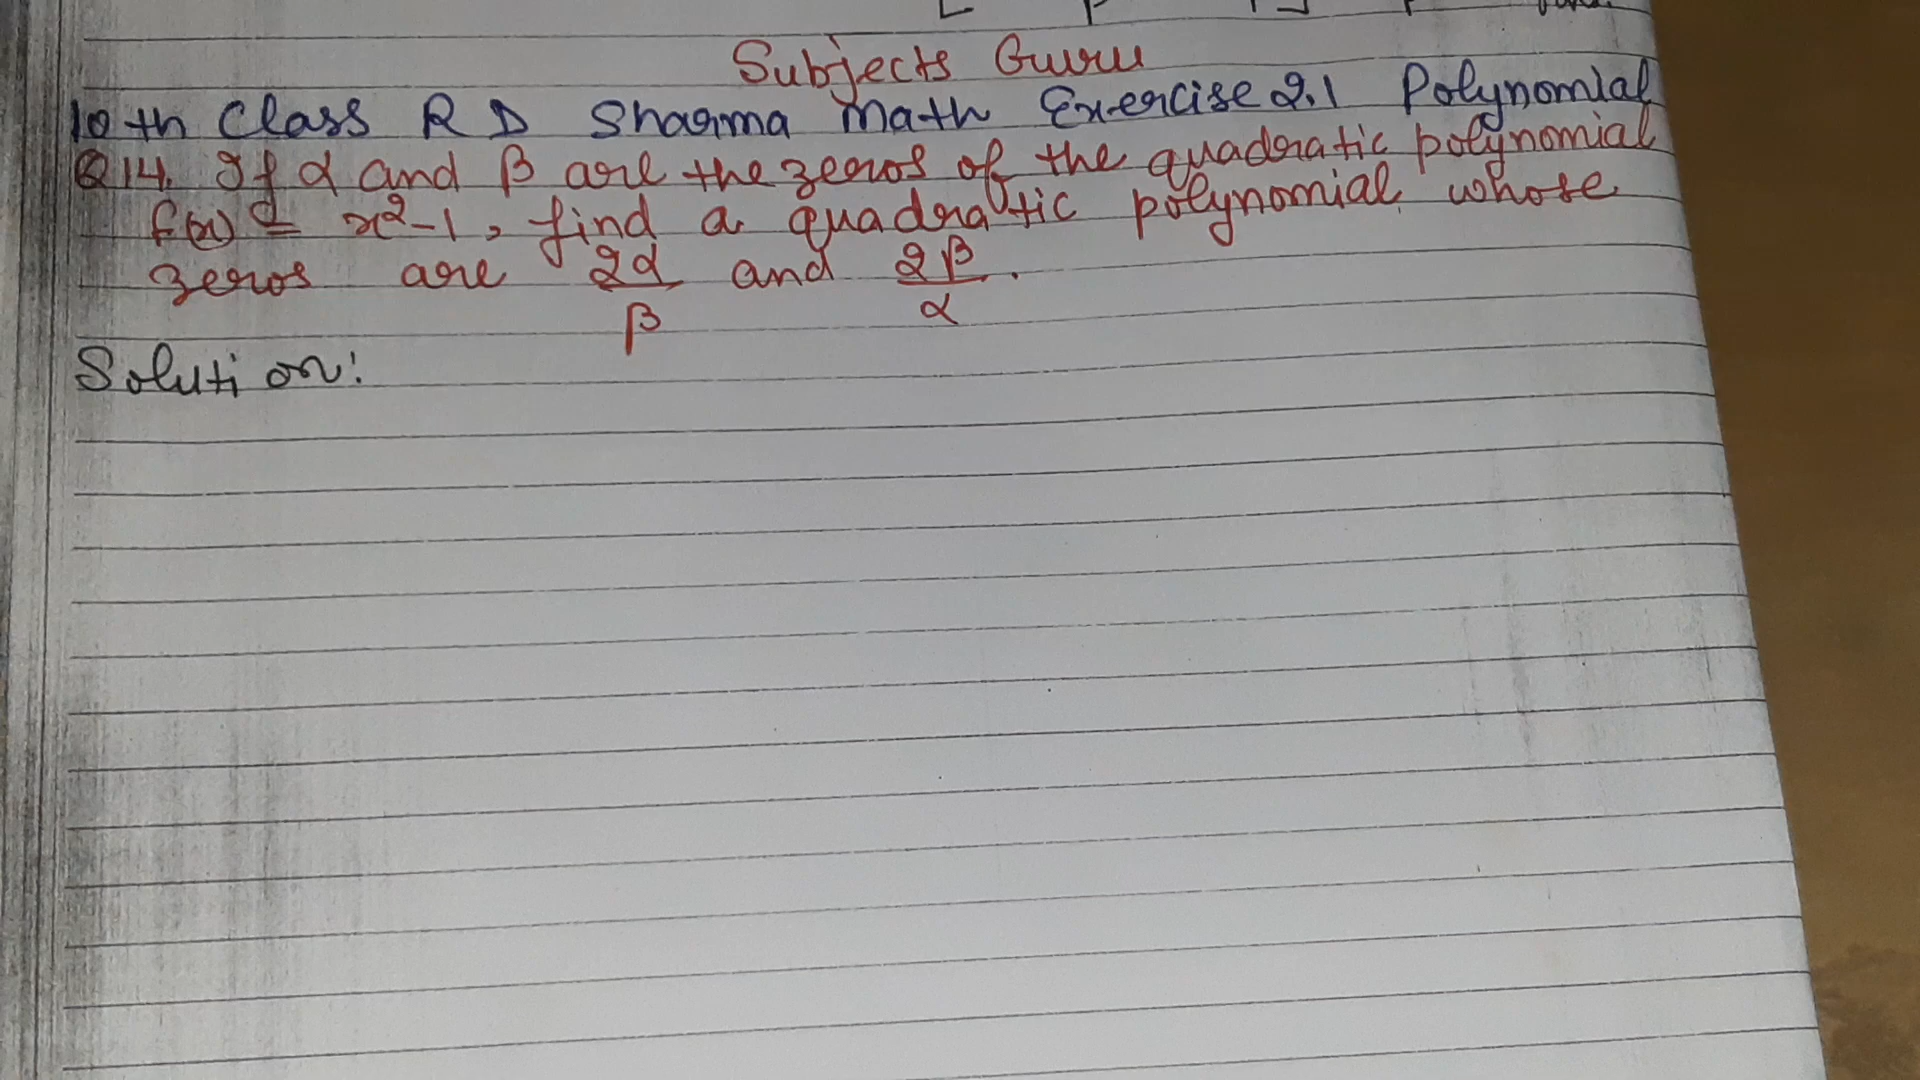 Subjects Guru
10th Class R D Sharma Math Exercise 2.1 Polynomial
Q14. If α and β are the zeros of the quadratic polynomial
f(x) = x²-1, find a quadratic polynomial whose
zeros are 2α/β and 2β/α.
Solution: